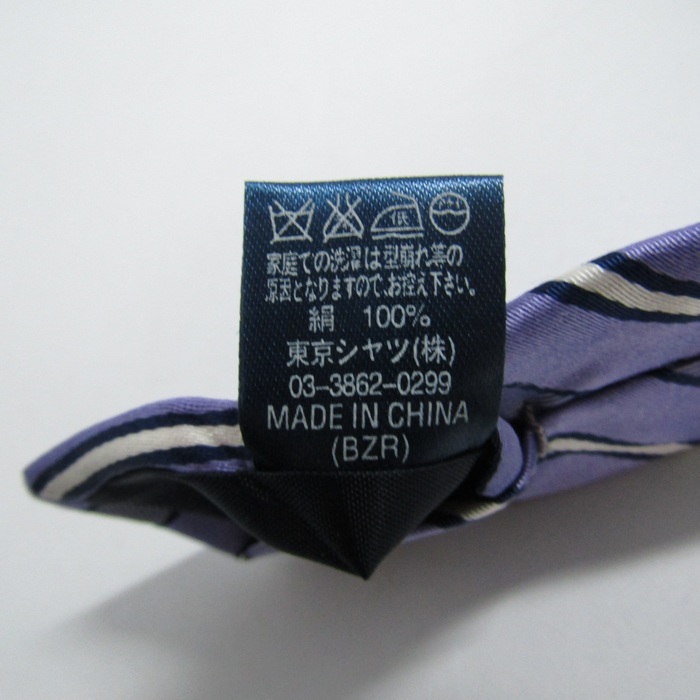 低
家庭での洗濯は型崩れ等の
原因となりますので、お控え下さい。
絹 100%
東京シャツ(株)
03-3862-0299
MADE IN CHINA
(BZR)